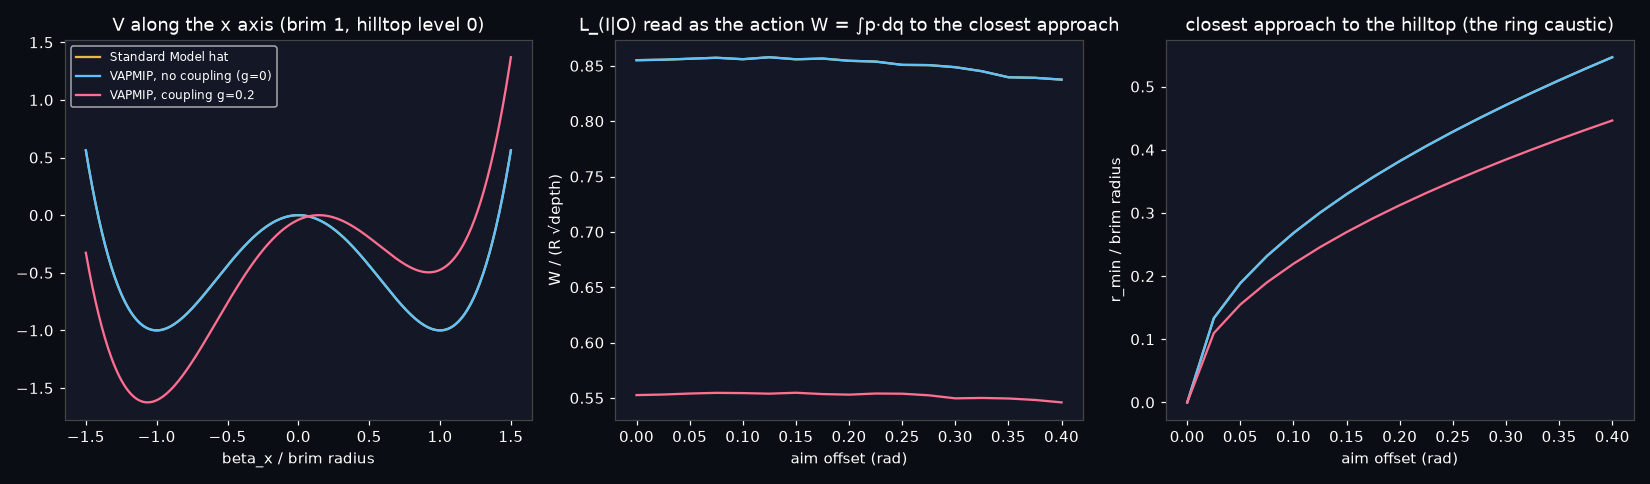 V along the x axis (brim 1, hilltop level 0)
Standard Model hat
VAPMIP, no coupling (g=0)
VAPMIP, coupling g=0.2
1.5
1.0
0.5
0.0
−0.5
−1.0
−1.5
−1.5 −1.0 −0.5 0.0 0.5 1.0 1.5
beta_x / brim radius
L_(I|O) read as the action W = ∫p·dq to the closest approach
W / (R √depth)
0.85
0.80
0.75
0.70
0.65
0.60
0.55
0.00 0.05 0.10 0.15 0.20 0.25 0.30 0.35 0.40
aim offset (rad)
closest approach to the hilltop (the ring caustic)
r_min / brim radius
0.5
0.4
0.3
0.2
0.1
0.0
0.00 0.05 0.10 0.15 0.20 0.25 0.30 0.35 0.40
aim offset (rad)